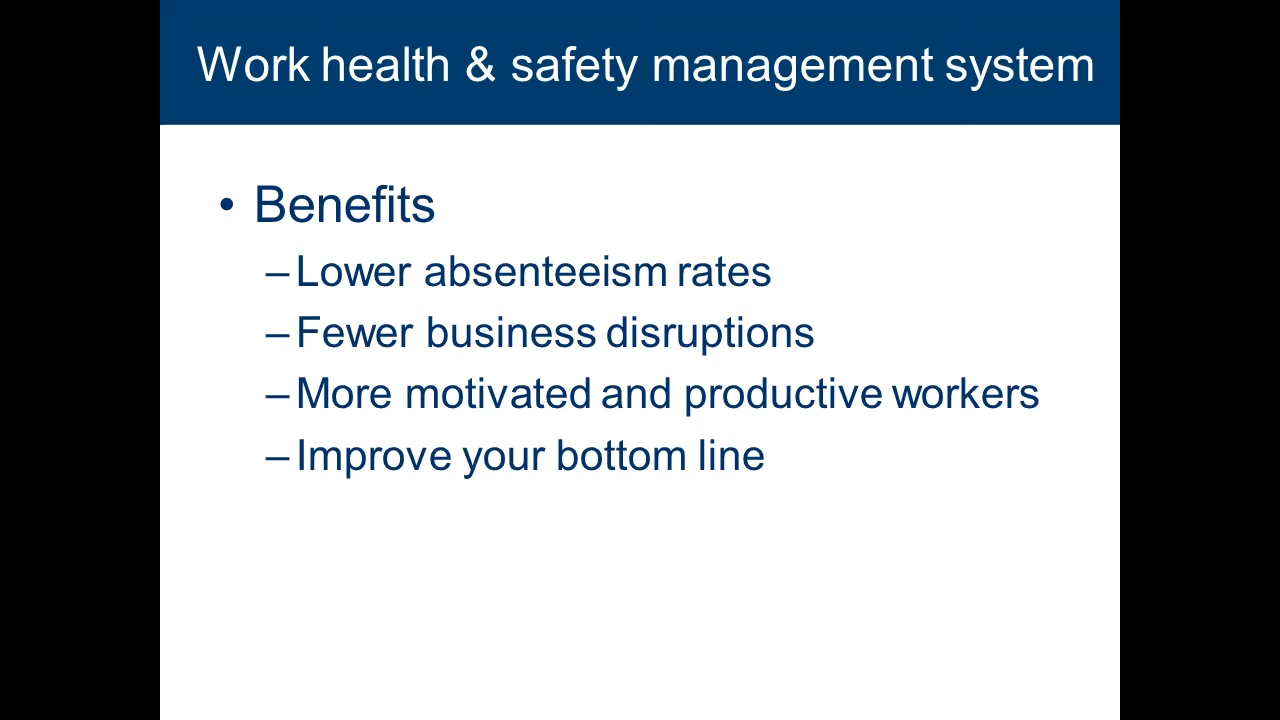 Work health & safety management system
• Benefits
– Lower absenteeism rates
– Fewer business disruptions
– More motivated and productive workers
– Improve your bottom line